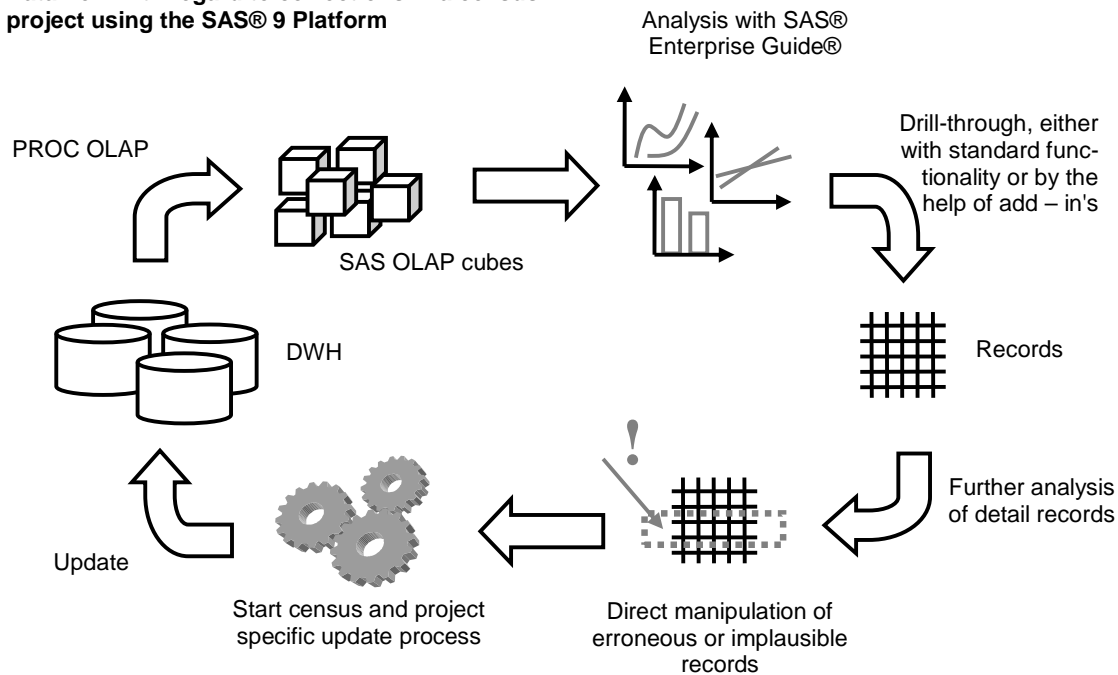 project using the SAS® 9 Platform
Analysis with SAS®
Enterprise Guide®
PROC OLAP
Drill-through, either
with standard func-
tionality or by the
help of add – in's
SAS OLAP cubes
DWH
Records
!
Further analysis
of detail records
Update
Start census and project
specific update process
Direct manipulation of
erroneous or implausible
records